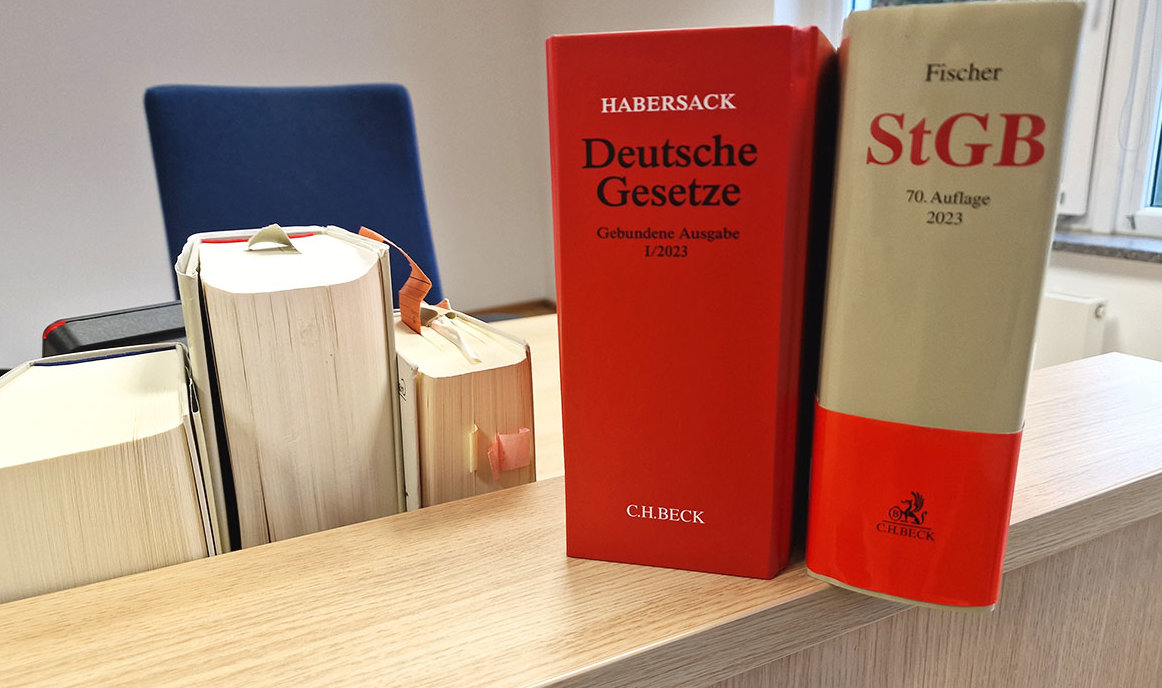 HABERSACK
Deutsche
Gesetze
Gebundene Ausgabe
I/2023
C.H.BECK
Fischer
StGB
70. Auflage
2023
C.H.BECK